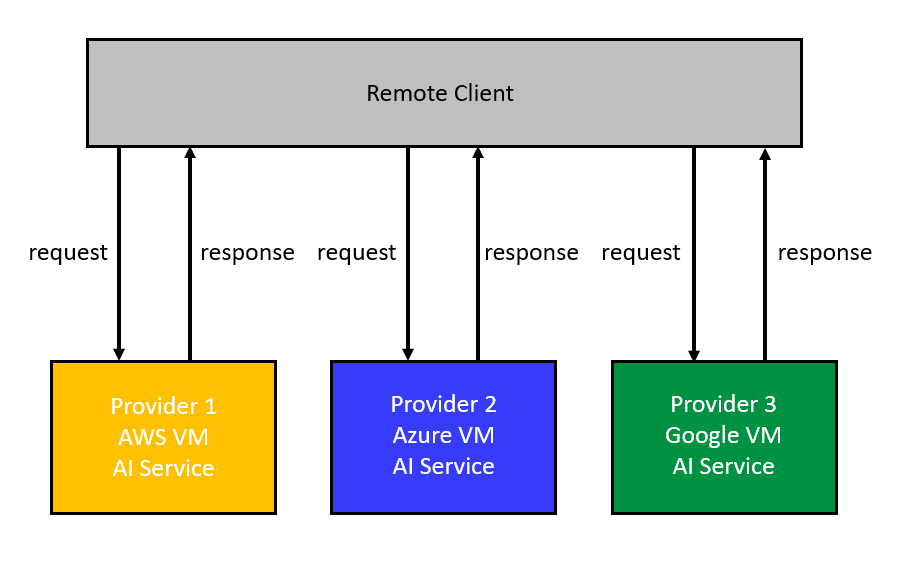 Remote Client
request
response
request
response
request
response
Provider 1
AWS VM
AI Service
Provider 2
Azure VM
AI Service
Provider 3
Google VM
AI Service